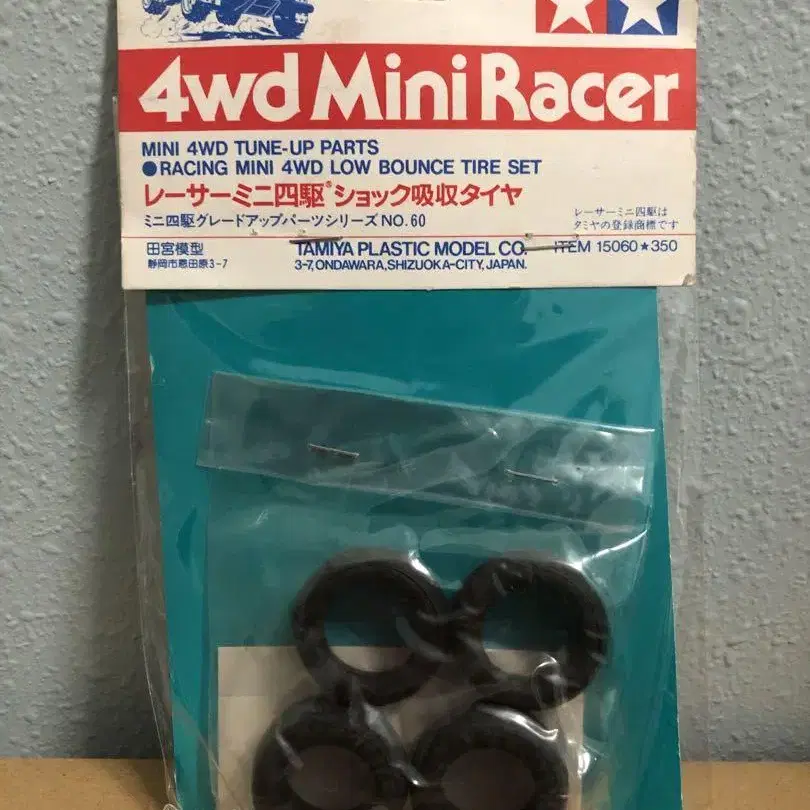 4wd Mini Racer
MINI 4WD TUNE-UP PARTS
●RACING MINI 4WD LOW BOUNCE TIRE SET
レーサーミニ四駆®ショック吸収タイヤ
ミニ四駆グレードアップパーツシリーズ NO.60
レーサーミニ四駆は
タミヤの登録商標です
田宮模型
静岡市恩田原3-7
TAMIYA PLASTIC MODEL CO.
3-7, ONDAWARA, SHIZUOKA-CITY, JAPAN.
ITEM 15060★350